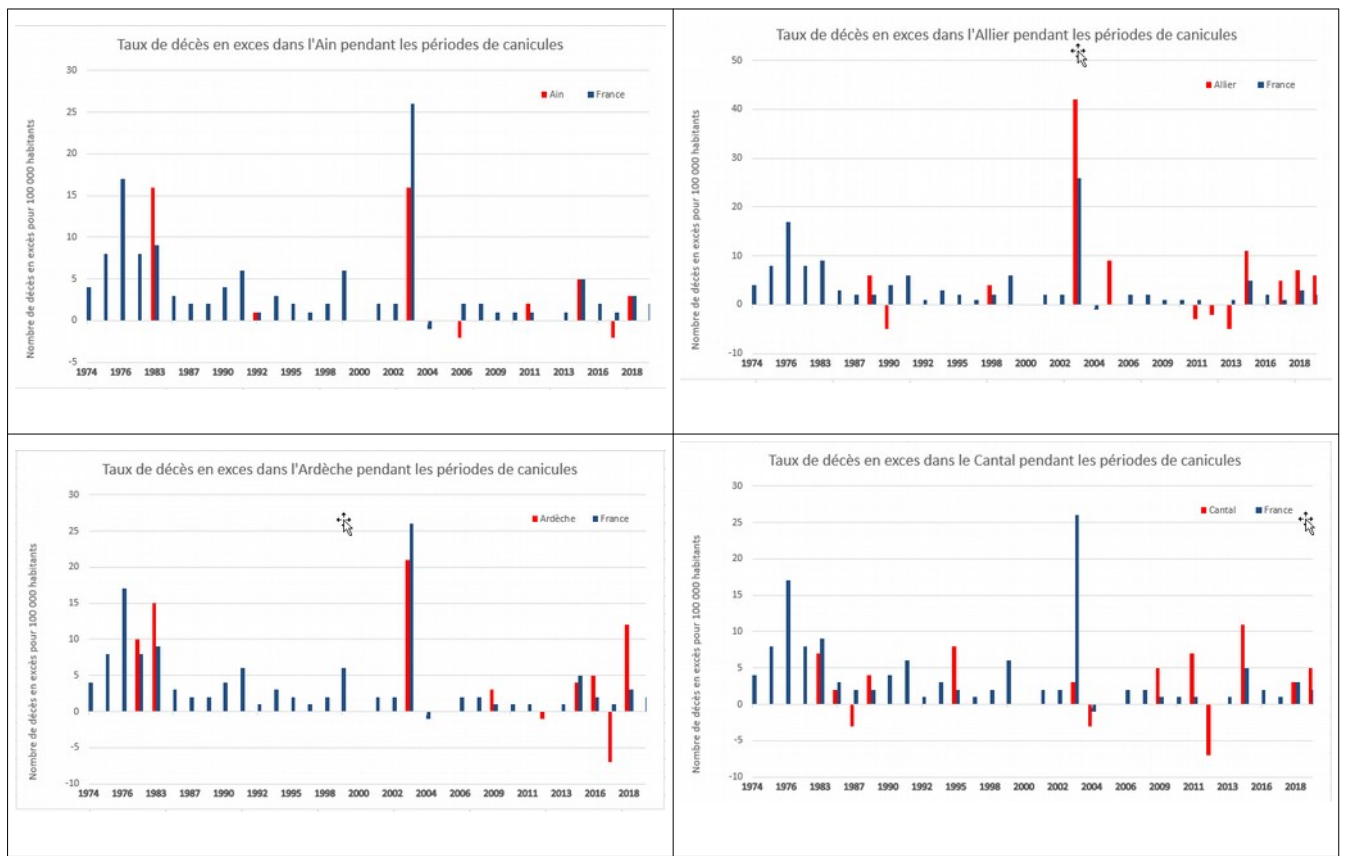 Taux de décès en exces dans l'Ain pendant les périodes de canicules
Nombre de décès en excès pour 100 000 habitants
Ain France
30
25
20
15
10
5
0
-5
1974 1976 1983 1987 1990 1992 1995 1998 2000 2002 2004 2006 2009 2011 2013 2016 2018
Taux de décès en exces dans l'Allier pendant les périodes de canicules
Nombre de décès en excès pour 100 000 habitants
Allier France
50
40
30
20
10
0
-10
1974 1976 1983 1987 1990 1992 1995 1998 2000 2002 2004 2006 2009 2011 2013 2016 2018
Taux de décès en exces dans l'Ardèche pendant les périodes de canicules
Nombre de décès en excès pour 100 000 habitants
Ardèche France
30
25
20
15
10
5
0
-5
-10
1974 1976 1983 1987 1990 1992 1995 1998 2000 2002 2004 2006 2009 2011 2013 2016 2018
Taux de décès en exces dans le Cantal pendant les périodes de canicules
Nombre de décès en excès pour 100 000 habitants
Cantal France
30
25
20
15
10
5
0
-5
-10
1974 1976 1983 1987 1990 1992 1995 1998 2000 2002 2004 2006 2009 2011 2013 2016 2018